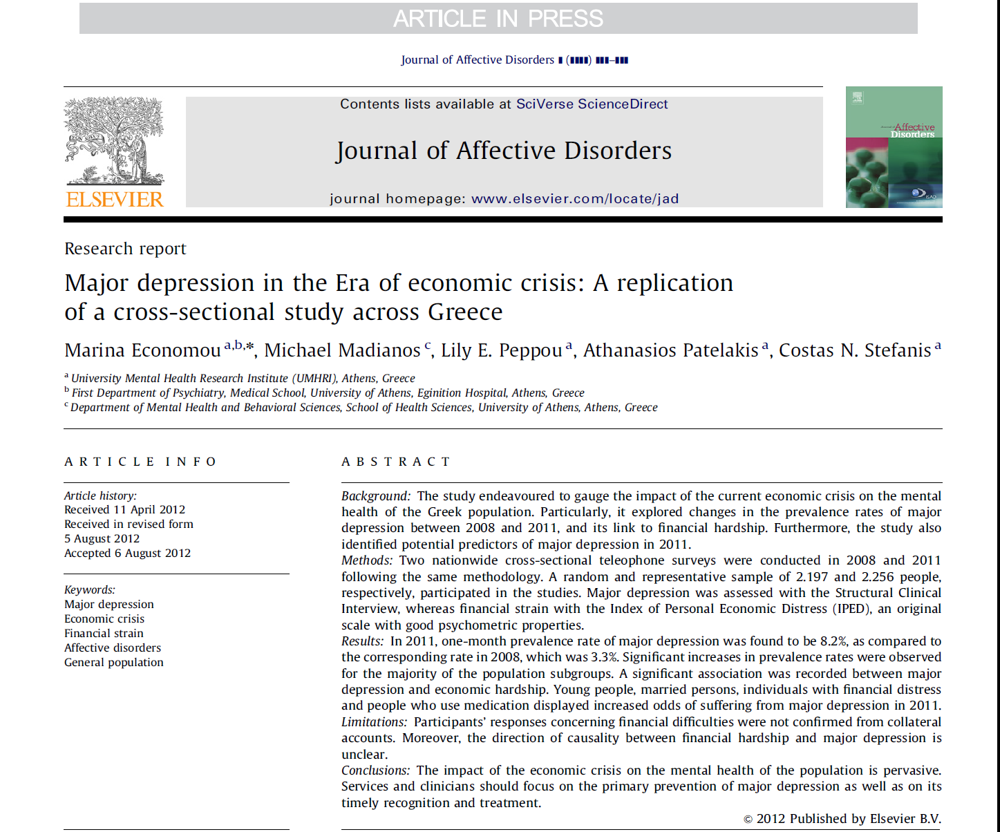 ARTICLE IN PRESS
Journal of Affective Disorders ▮ (▮▮▮▮) ▮▮▮–▮▮▮
Contents lists available at SciVerse ScienceDirect
Journal of Affective Disorders
journal homepage: www.elsevier.com/locate/jad
ELSEVIER
Journal of Affective
Disorders
Research report
Major depression in the Era of economic crisis: A replication
of a cross-sectional study across Greece
Marina Economou a,b,*, Michael Madianos c, Lily E. Peppou a, Athanasios Patelakis a, Costas N. Stefanis a
a University Mental Health Research Institute (UMHRI), Athens, Greece
b First Department of Psychiatry, Medical School, University of Athens, Eginition Hospital, Athens, Greece
c Department of Mental Health and Behavioral Sciences, School of Health Sciences, University of Athens, Athens, Greece
ARTICLE INFO
Article history:
Received 11 April 2012
Received in revised form
5 August 2012
Accepted 6 August 2012
Keywords:
Major depression
Economic crisis
Financial strain
Affective disorders
General population
ABSTRACT
Background: The study endeavoured to gauge the impact of the current economic crisis on the mental
health of the Greek population. Particularly, it explored changes in the prevalence rates of major
depression between 2008 and 2011, and its link to financial hardship. Furthermore, the study also
identified potential predictors of major depression in 2011.
Methods: Two nationwide cross-sectional teleophone surveys were conducted in 2008 and 2011
following the same methodology. A random and representative sample of 2.197 and 2.256 people,
respectively, participated in the studies. Major depression was assessed with the Structural Clinical
Interview, whereas financial strain with the Index of Personal Economic Distress (IPED), an original
scale with good psychometric properties.
Results: In 2011, one-month prevalence rate of major depression was found to be 8.2%, as compared to
the corresponding rate in 2008, which was 3.3%. Significant increases in prevalence rates were observed
for the majority of the population subgroups. A significant association was recorded between major
depression and economic hardship. Young people, married persons, individuals with financial distress
and people who use medication displayed increased odds of suffering from major depression in 2011.
Limitations: Participants' responses concerning financial difficulties were not confirmed from collateral
accounts. Moreover, the direction of causality between financial hardship and major depression is
unclear.
Conclusions: The impact of the economic crisis on the mental health of the population is pervasive.
Services and clinicians should focus on the primary prevention of major depression as well as on its
timely recognition and treatment.
© 2012 Published by Elsevier B.V.